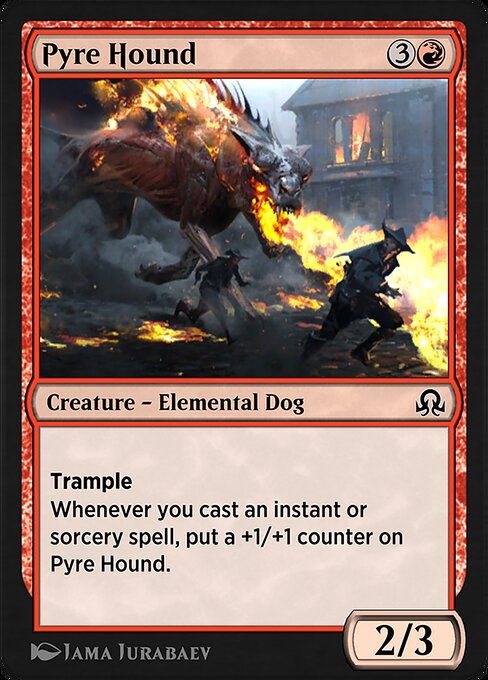 Pyre Hound 3
Creature – Elemental Dog
Trample
Whenever you cast an instant or
sorcery spell, put a +1/+1 counter on
Pyre Hound.
2/3
Jama Jurabaev